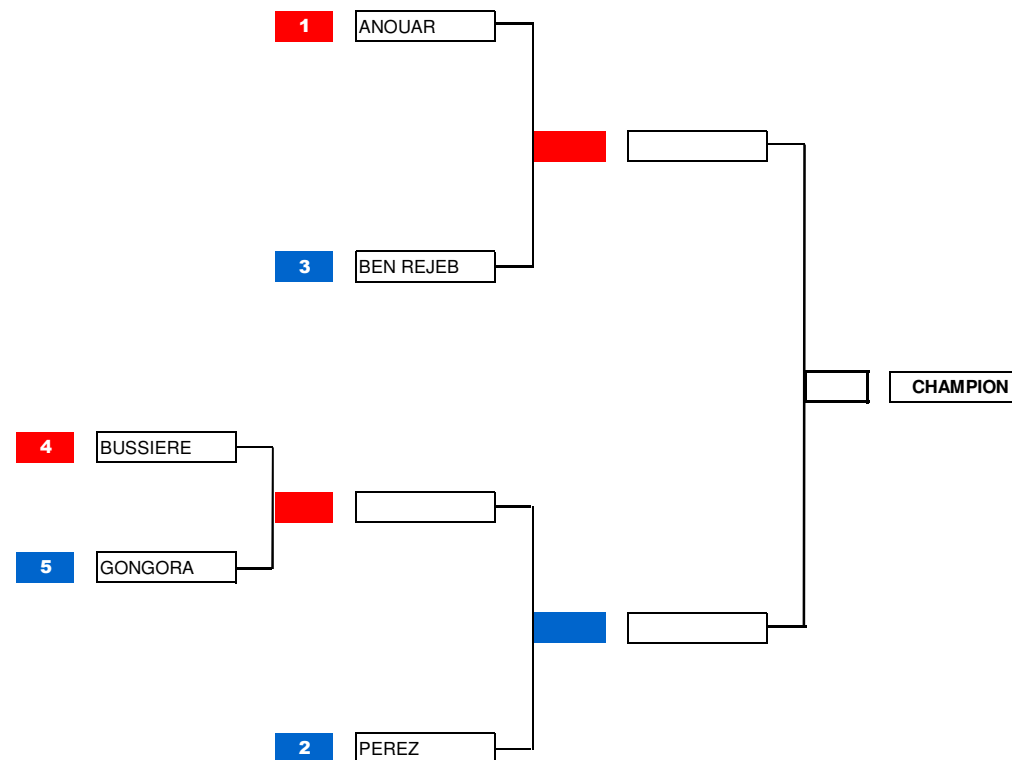 1 ANOUAR
3 BEN REJEB
CHAMPION
4 BUSSIERE
5 GONGORA
2 PEREZ